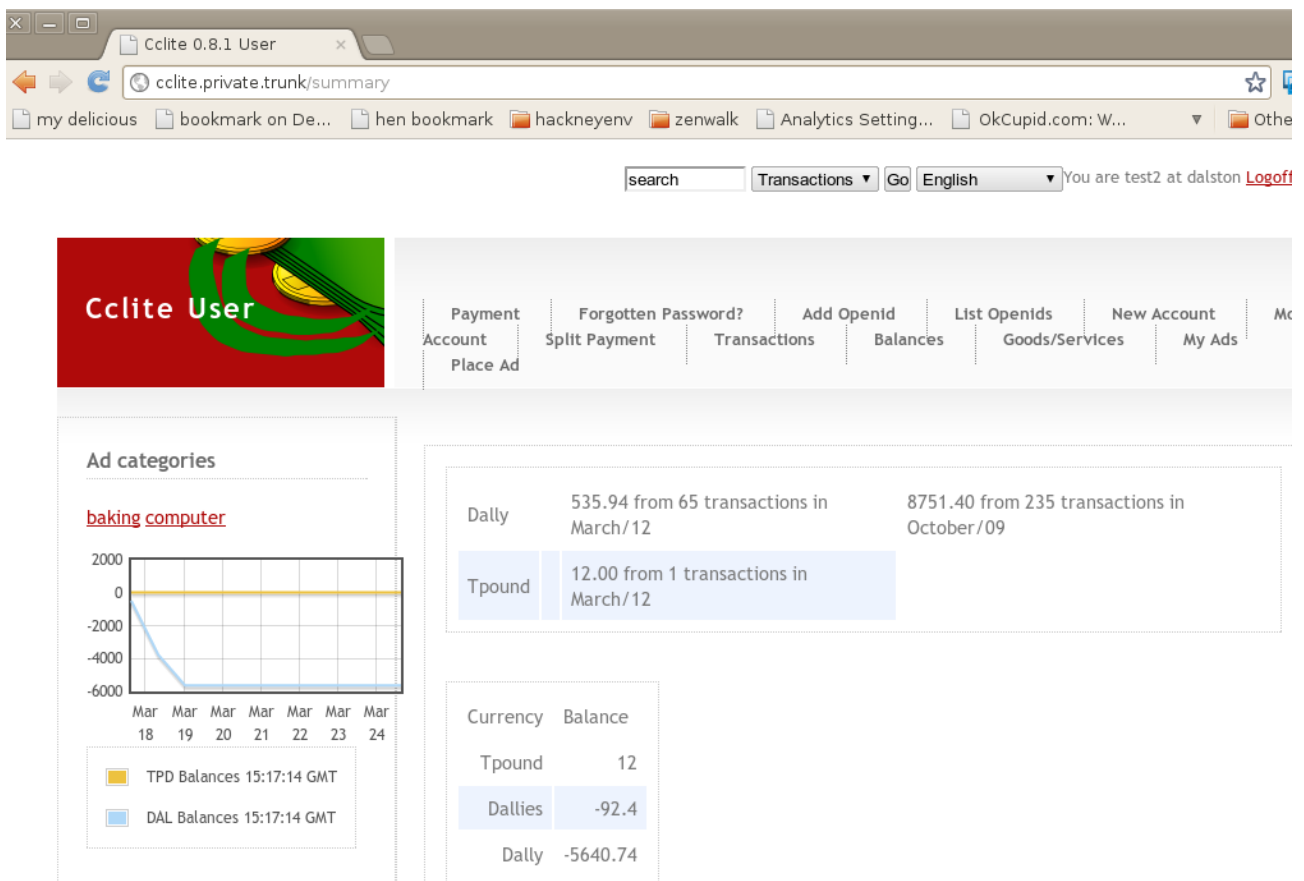 Cclite 0.8.1 User
cclite.private.trunk/summary
my delicious bookmark on De... hen bookmark hackneyenv zenwalk Analytics Setting... OkCupid.com: W... Othe
search Transactions Go English You are test2 at dalston Logoff
Cclite User
Payment Forgotten Password? Add Openid List Openids New Account Mo
Account Split Payment Transactions Balances Goods/Services My Ads
Place Ad
Ad categories
baking computer
2000
0
-2000
-4000
-6000
Mar Mar Mar Mar Mar Mar Mar
18 19 20 21 22 23 24
TPD Balances 15:17:14 GMT
DAL Balances 15:17:14 GMT
Dally 535.94 from 65 transactions in 8751.40 from 235 transactions in
March/12 October/09
Tpound 12.00 from 1 transactions in
March/12
Currency Balance
Tpound 12
Dallies -92.4
Dally -5640.74